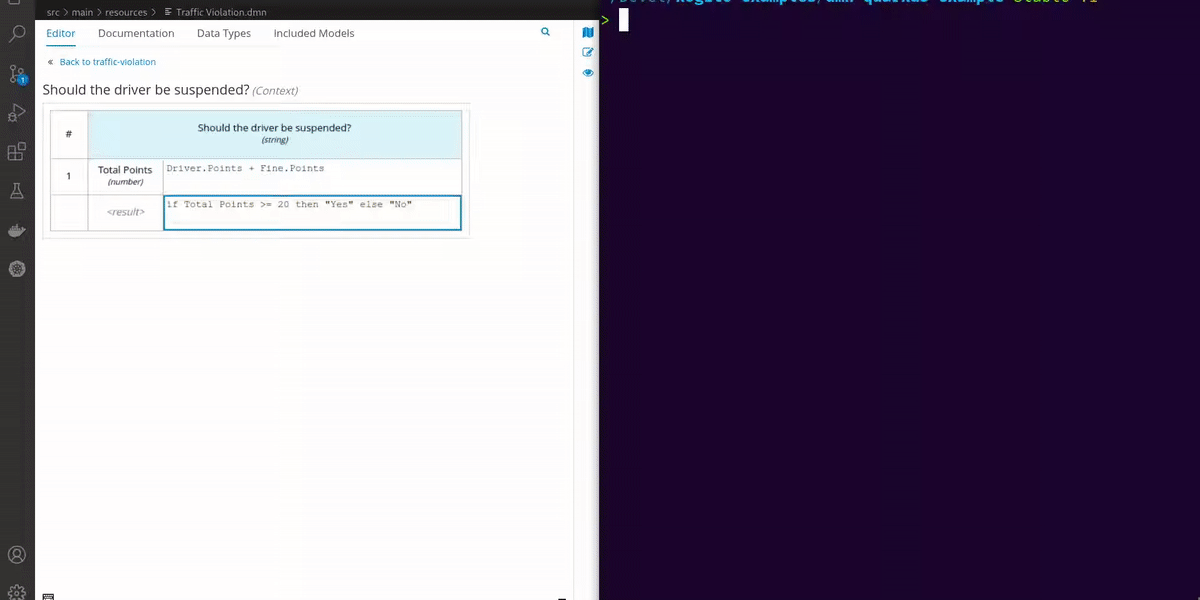 src > main > resources > Traffic Violation.dmn
Editor Documentation Data Types Included Models
« Back to traffic-violation
Should the driver be suspended? (Context)
# Should the driver be suspended?
(string)
1 Total Points Driver.Points + Fine.Points
(number)
<result> if Total Points >= 20 then "Yes" else "No"
1
>